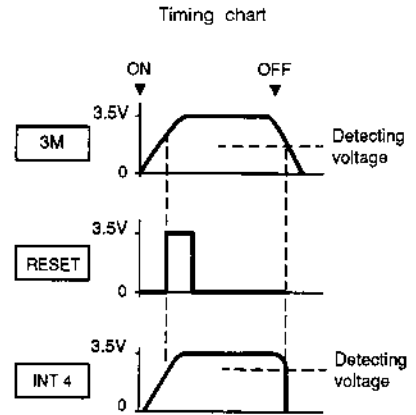 Timing chart
ON
OFF
3.5V
3M
Detecting
voltage
0
3.5V
RESET
0
3.5V
Detecting
voltage
INT 4
0